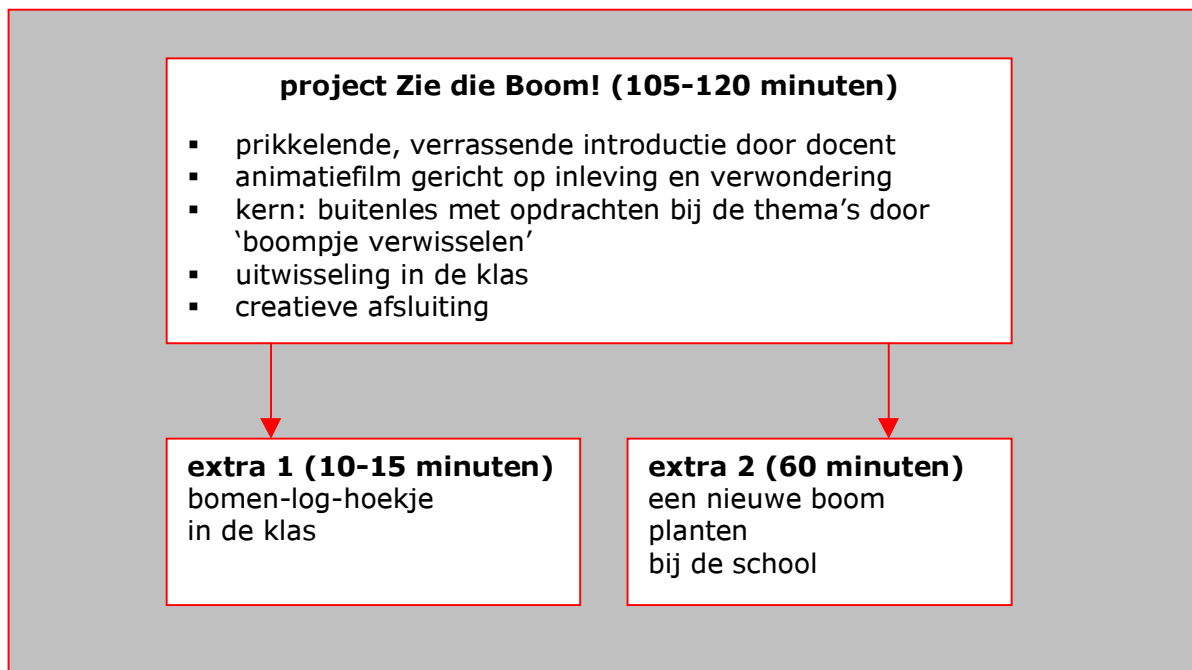 project Zie die Boom! (105-120 minuten)
▪ prikkelende, verrassende introductie door docent
▪ animatiefilm gericht op inleving en verwondering
▪ kern: buitenles met opdrachten bij de thema’s door
‘boompje verwisselen’
▪ uitwisseling in de klas
▪ creatieve afsluiting
extra 1 (10-15 minuten)
bomen-log-hoekje
in de klas
extra 2 (60 minuten)
een nieuwe boom
planten
bij de school